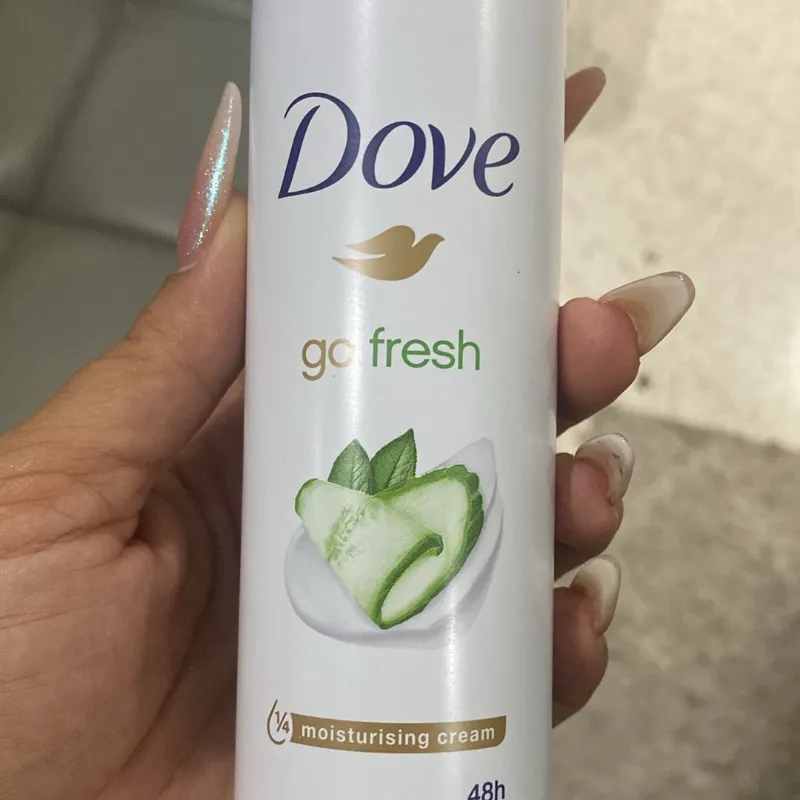 Dove
go fresh
1/4 moisturising cream
48h